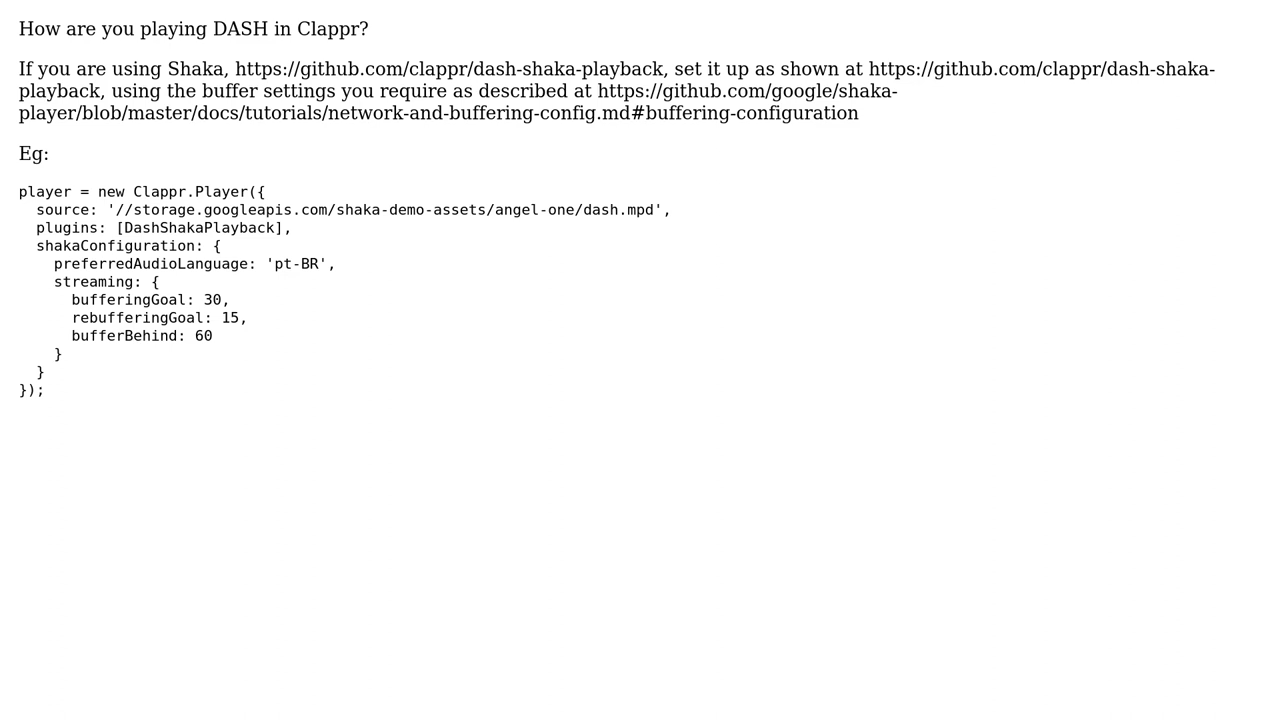 How are you playing DASH in Clappr?
If you are using Shaka, https://github.com/clappr/dash-shaka-playback, set it up as shown at https://github.com/clappr/dash-shaka-
playback, using the buffer settings you require as described at https://github.com/google/shaka-
player/blob/master/docs/tutorials/network-and-buffering-config.md#buffering-configuration
Eg:
player = new Clappr.Player({
  source: '//storage.googleapis.com/shaka-demo-assets/angel-one/dash.mpd',
  plugins: [DashShakaPlayback],
  shakaConfiguration: {
    preferredAudioLanguage: 'pt-BR',
    streaming: {
      bufferingGoal: 30,
      rebufferingGoal: 15,
      bufferBehind: 60
    }
  }
});